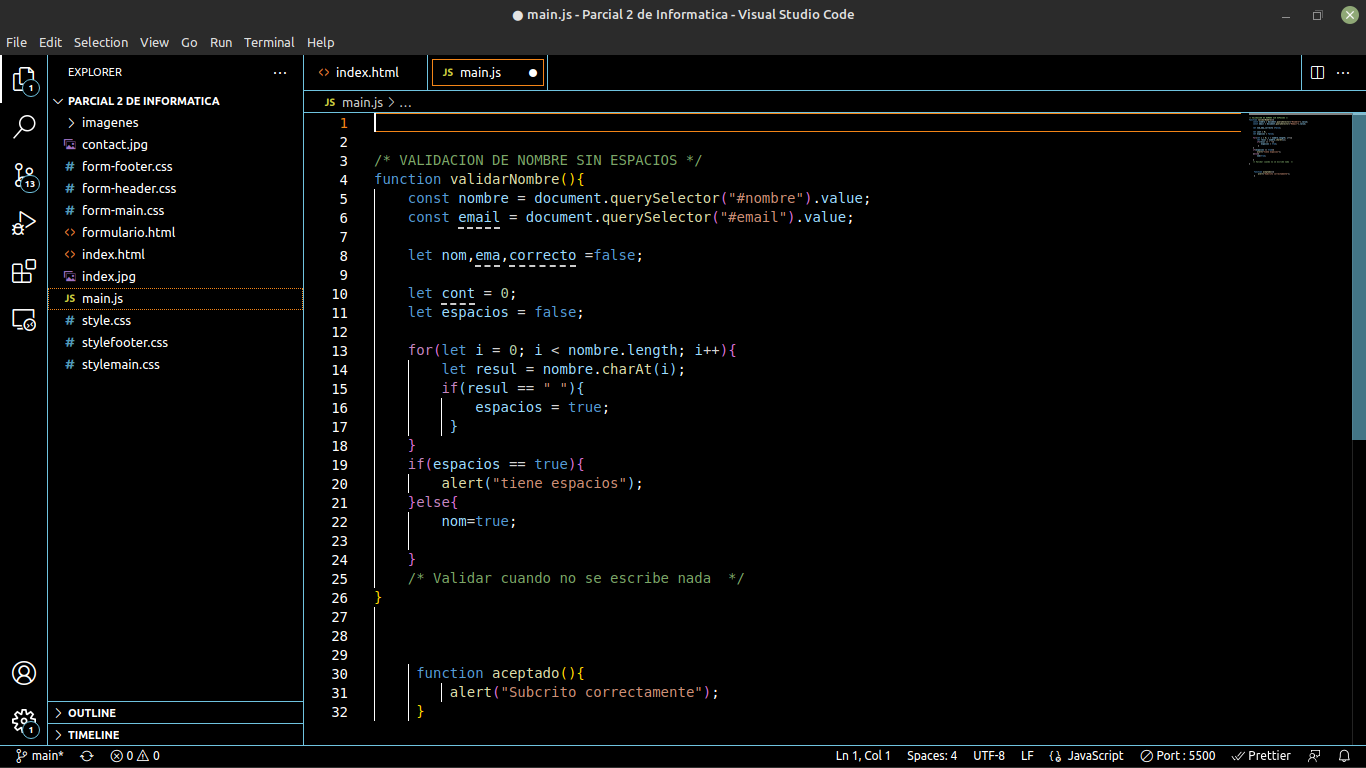 ● main.js - Parcial 2 de Informatica - Visual Studio Code
File Edit Selection View Go Run Terminal Help
EXPLORER ...
PARCIAL 2 DE INFORMATICA
imagenes
contact.jpg
# form-footer.css
# form-header.css
# form-main.css
<> formulario.html
<> index.html
index.jpg
JS main.js
# style.css
# stylefooter.css
# stylemain.css
OUTLINE
TIMELINE
1
13
1
<> index.html JS main.js ●
JS main.js > ...
1
2
3 /* VALIDACION DE NOMBRE SIN ESPACIOS */
4 function validarNombre(){
5 const nombre = document.querySelector("#nombre").value;
6 const email = document.querySelector("#email").value;
7
8 let nom,ema,correcto =false;
9
10 let cont = 0;
11 let espacios = false;
12
13 for(let i = 0; i < nombre.length; i++){
14 let resul = nombre.charAt(i);
15 if(resul == " "){
16 espacios = true;
17 }
18 }
19 if(espacios == true){
20 alert("tiene espacios");
21 }else{
22 nom=true;
23
24 }
25 /* Validar cuando no se escribe nada  */
26 }
27
28
29
30 function aceptado(){
31 alert("Subcrito correctamente");
32 }
main* 0 0 Ln 1, Col 1 Spaces: 4 UTF-8 LF {} JavaScript Port : 5500 Prettier